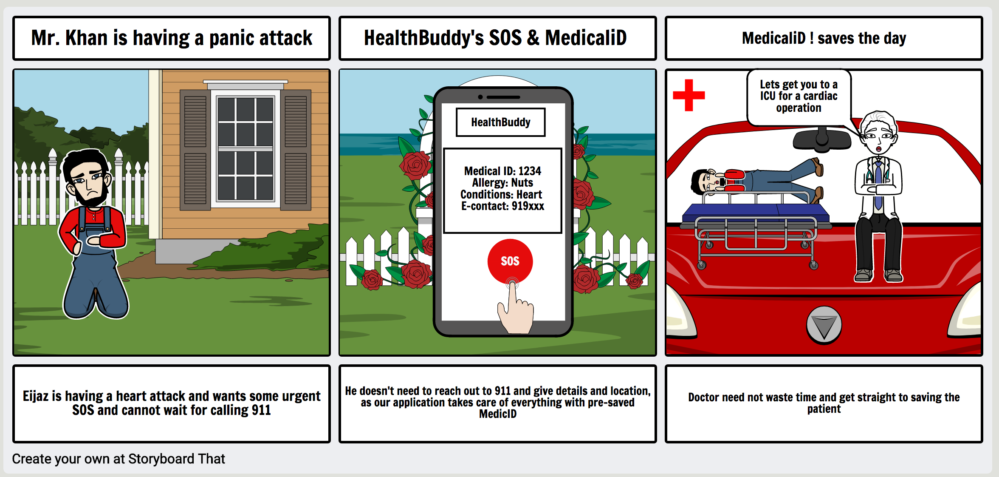 Mr. Khan is having a panic attack
HealthBuddy's SOS & MedicaliD
MedicaliD ! saves the day
HealthBuddy
Medical ID: 1234
Allergy: Nuts
Conditions: Heart
E-contact: 919xxx
SOS
Lets get you to a
ICU for a cardiac
operation
Eijaz is having a heart attack and wants some urgent
SOS and cannot wait for calling 911
He doesn't need to reach out to 911 and give details and location,
as our application takes care of everything with pre-saved
MedicID
Doctor need not waste time and get straight to saving the
patient
Create your own at Storyboard That